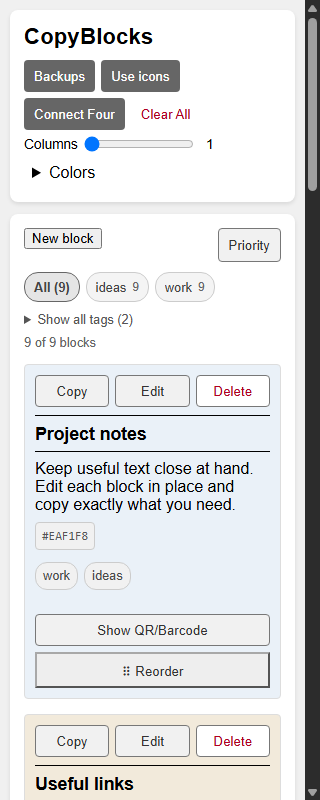 CopyBlocks
Backups Use icons
Connect Four Clear All
Columns 1
▶ Colors
New block Priority
All (9) ideas 9 work 9
▶ Show all tags (2)
9 of 9 blocks
Copy Edit Delete
Project notes
Keep useful text close at hand.
Edit each block in place and
copy exactly what you need.
#EAF1F8
work ideas
Show QR/Barcode
⠿ Reorder
Copy Edit Delete
Useful links